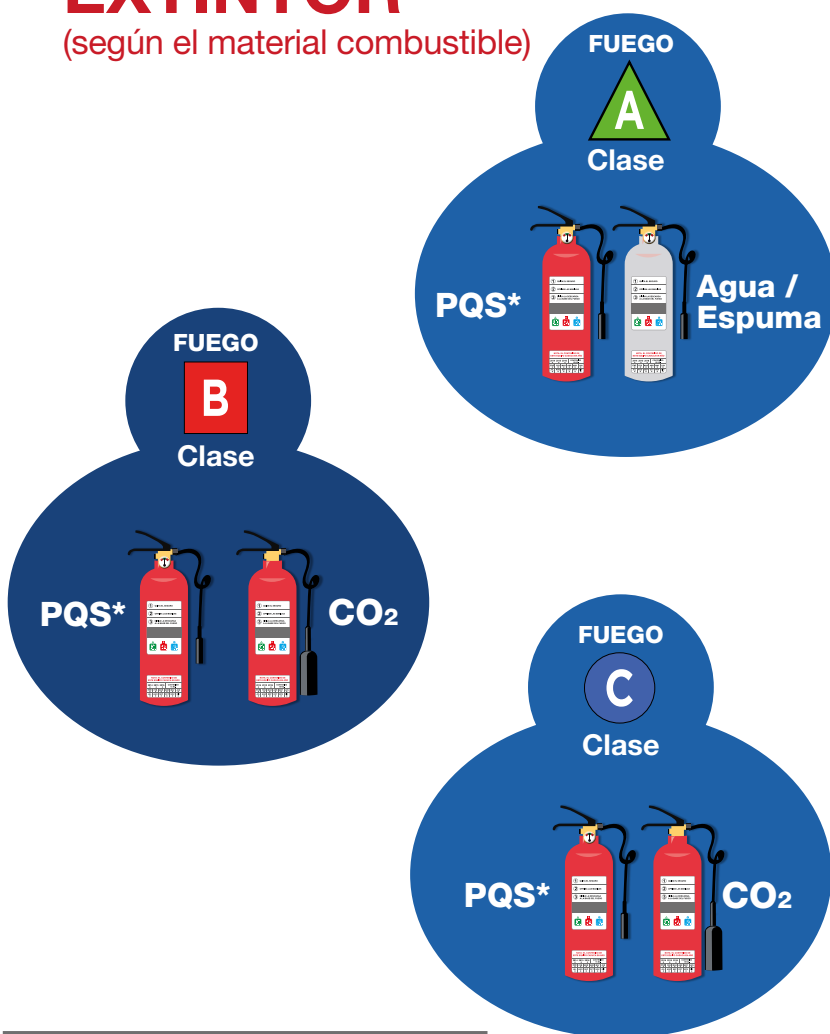 EXTINTOR
(según el material combustible)
FUEGO
A
Clase
PQS*
Agua /
Espuma
FUEGO
B
Clase
PQS*
CO2
FUEGO
C
Clase
PQS*
CO2